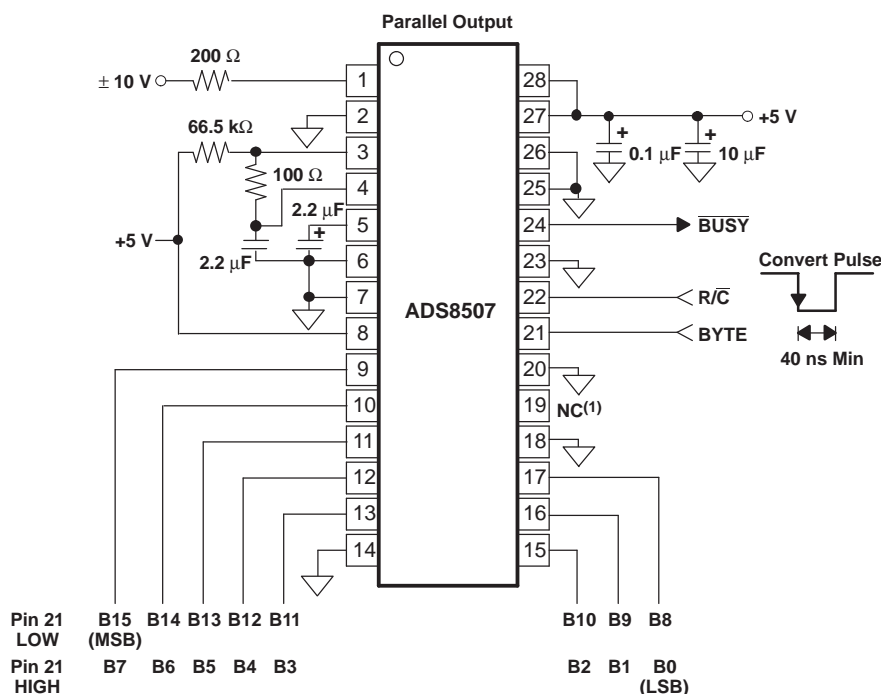 Parallel Output
200 Ω
± 10 V
1
28
2
27
+5 V
66.5 kΩ
3
26
0.1 µF
+
10 µF
+
100 Ω
4
25
2.2 µF
+
5
24
BUSY
+5 V
2.2 µF
6
23
Convert Pulse
7
ADS8507
22
R/C
8
21
BYTE
40 ns Min
9
20
10
19
NC(1)
11
18
12
17
13
16
14
15
Pin 21 B15 B14 B13 B12 B11 B10 B9 B8
LOW (MSB)
Pin 21 B7 B6 B5 B4 B3 B2 B1 B0
HIGH (LSB)